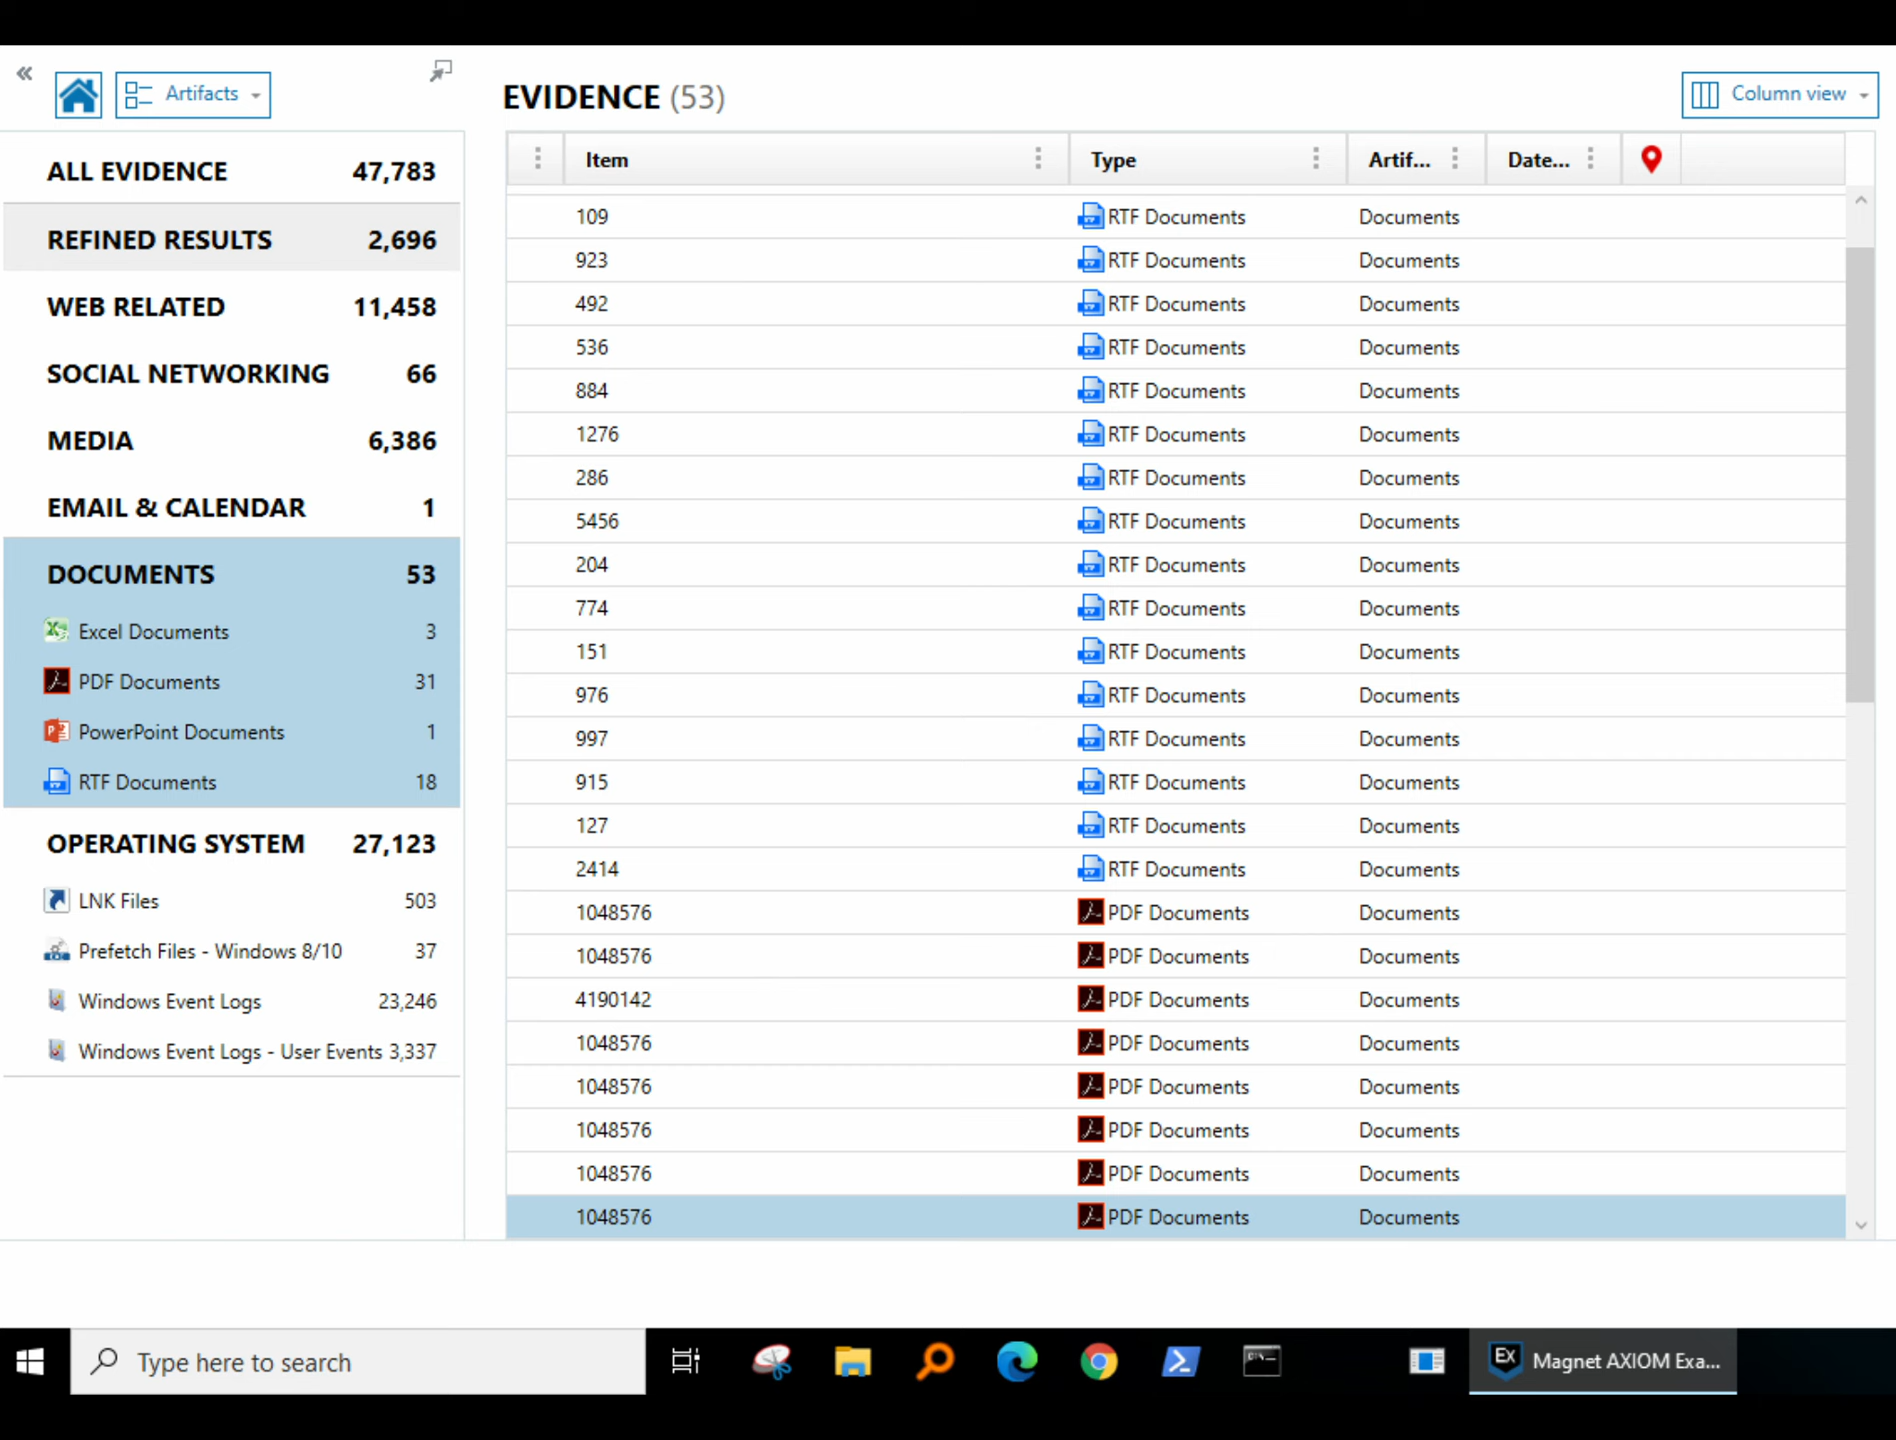 «
Artifacts
ALL EVIDENCE 47,783
REFINED RESULTS 2,696
WEB RELATED 11,458
SOCIAL NETWORKING 66
MEDIA 6,386
EMAIL & CALENDAR 1
DOCUMENTS 53
Excel Documents 3
PDF Documents 31
PowerPoint Documents 1
RTF Documents 18
OPERATING SYSTEM 27,123
LNK Files 503
Prefetch Files - Windows 8/10 37
Windows Event Logs 23,246
Windows Event Logs - User Events 3,337
EVIDENCE (53)
Column view
Item Type Artif... Date...
109 RTF Documents Documents
923 RTF Documents Documents
492 RTF Documents Documents
536 RTF Documents Documents
884 RTF Documents Documents
1276 RTF Documents Documents
286 RTF Documents Documents
5456 RTF Documents Documents
204 RTF Documents Documents
774 RTF Documents Documents
151 RTF Documents Documents
976 RTF Documents Documents
997 RTF Documents Documents
915 RTF Documents Documents
127 RTF Documents Documents
2414 RTF Documents Documents
1048576 PDF Documents Documents
1048576 PDF Documents Documents
4190142 PDF Documents Documents
1048576 PDF Documents Documents
1048576 PDF Documents Documents
1048576 PDF Documents Documents
1048576 PDF Documents Documents
1048576 PDF Documents Documents
Type here to search
EX Magnet AXIOM Exa...